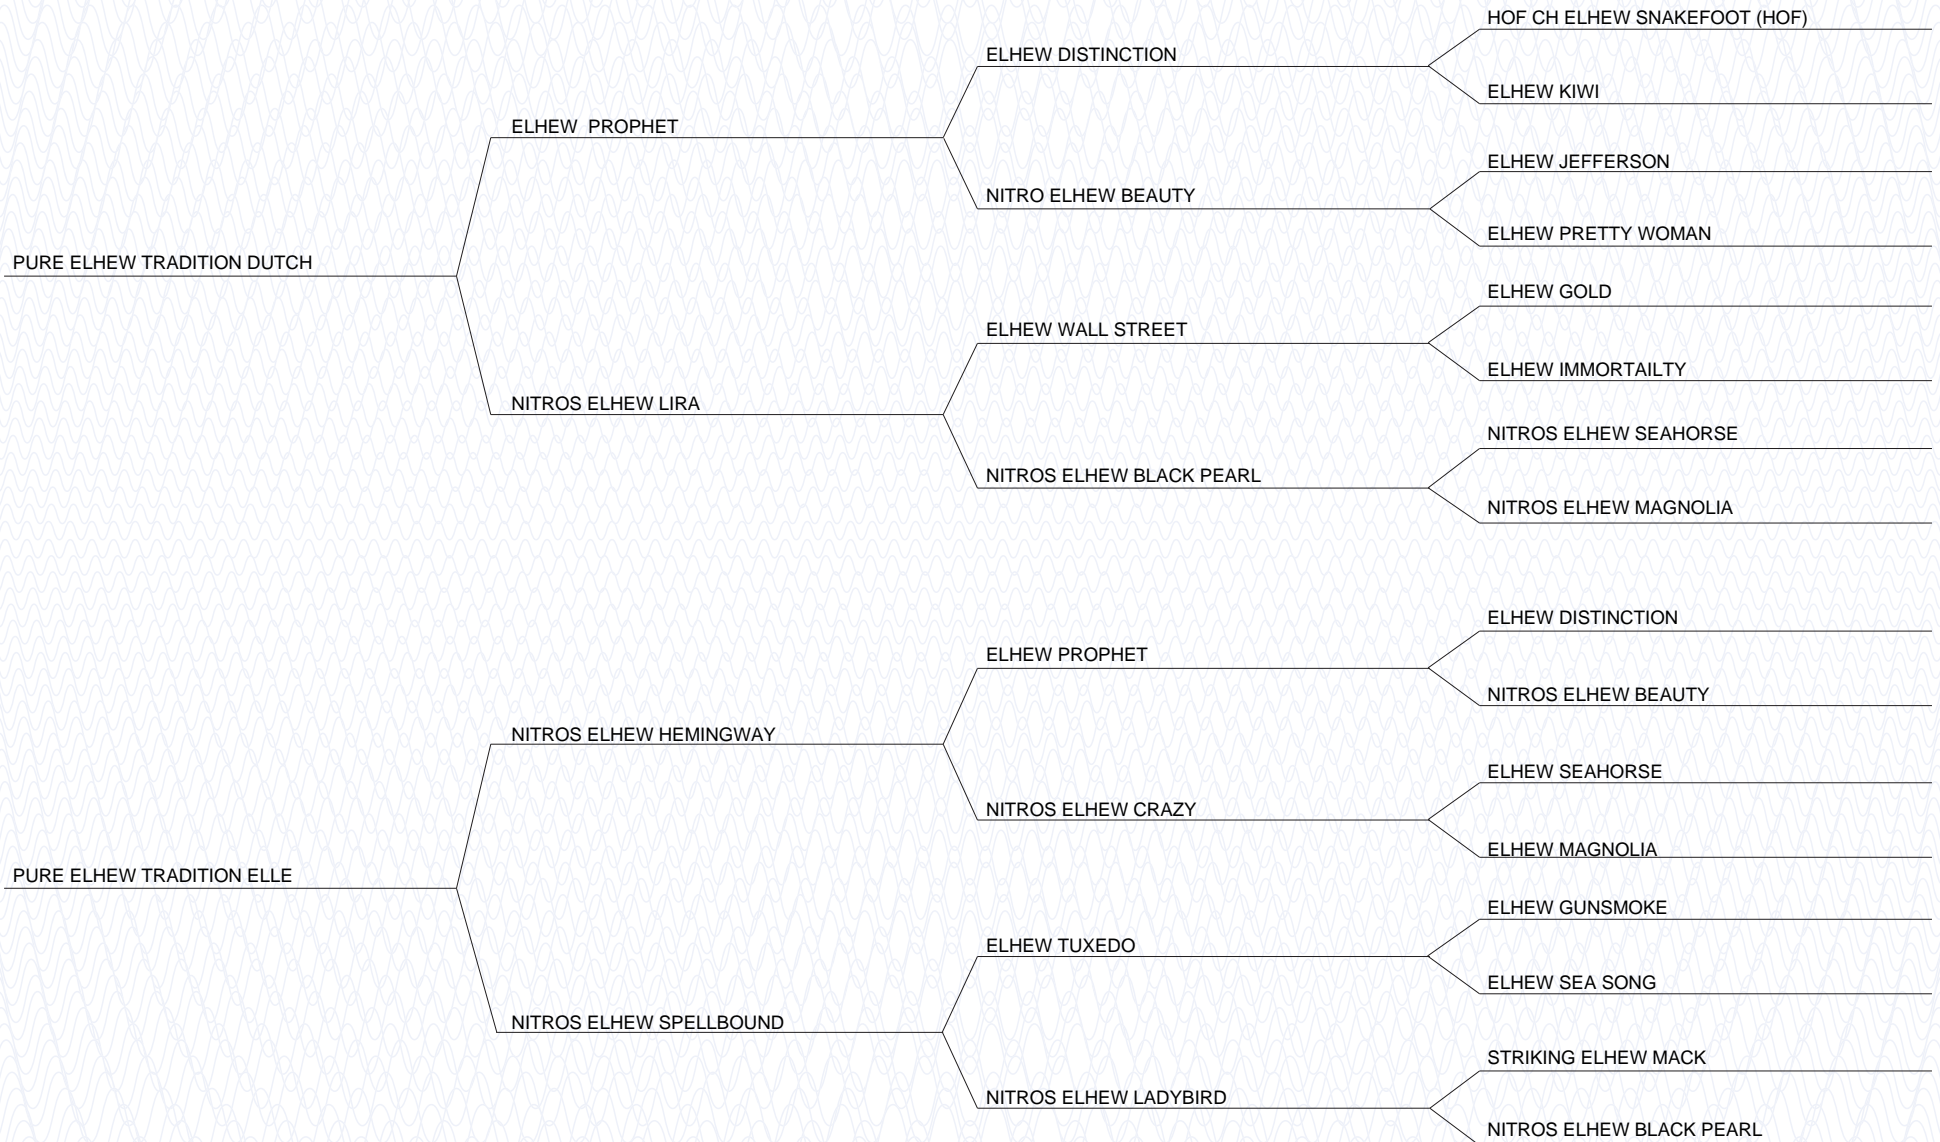 HOF CH ELHEW SNAKEFOOT (HOF)
ELHEW DISTINCTION
ELHEW KIWI
ELHEW  PROPHET
ELHEW JEFFERSON
NITRO ELHEW BEAUTY
ELHEW PRETTY WOMAN
PURE ELHEW TRADITION DUTCH
ELHEW GOLD
ELHEW WALL STREET
ELHEW IMMORTAILTY
NITROS ELHEW LIRA
NITROS ELHEW SEAHORSE
NITROS ELHEW BLACK PEARL
NITROS ELHEW MAGNOLIA
ELHEW DISTINCTION
ELHEW PROPHET
NITROS ELHEW BEAUTY
NITROS ELHEW HEMINGWAY
ELHEW SEAHORSE
NITROS ELHEW CRAZY
ELHEW MAGNOLIA
PURE ELHEW TRADITION ELLE
ELHEW GUNSMOKE
ELHEW TUXEDO
ELHEW SEA SONG
NITROS ELHEW SPELLBOUND
STRIKING ELHEW MACK
NITROS ELHEW LADYBIRD
NITROS ELHEW BLACK PEARL